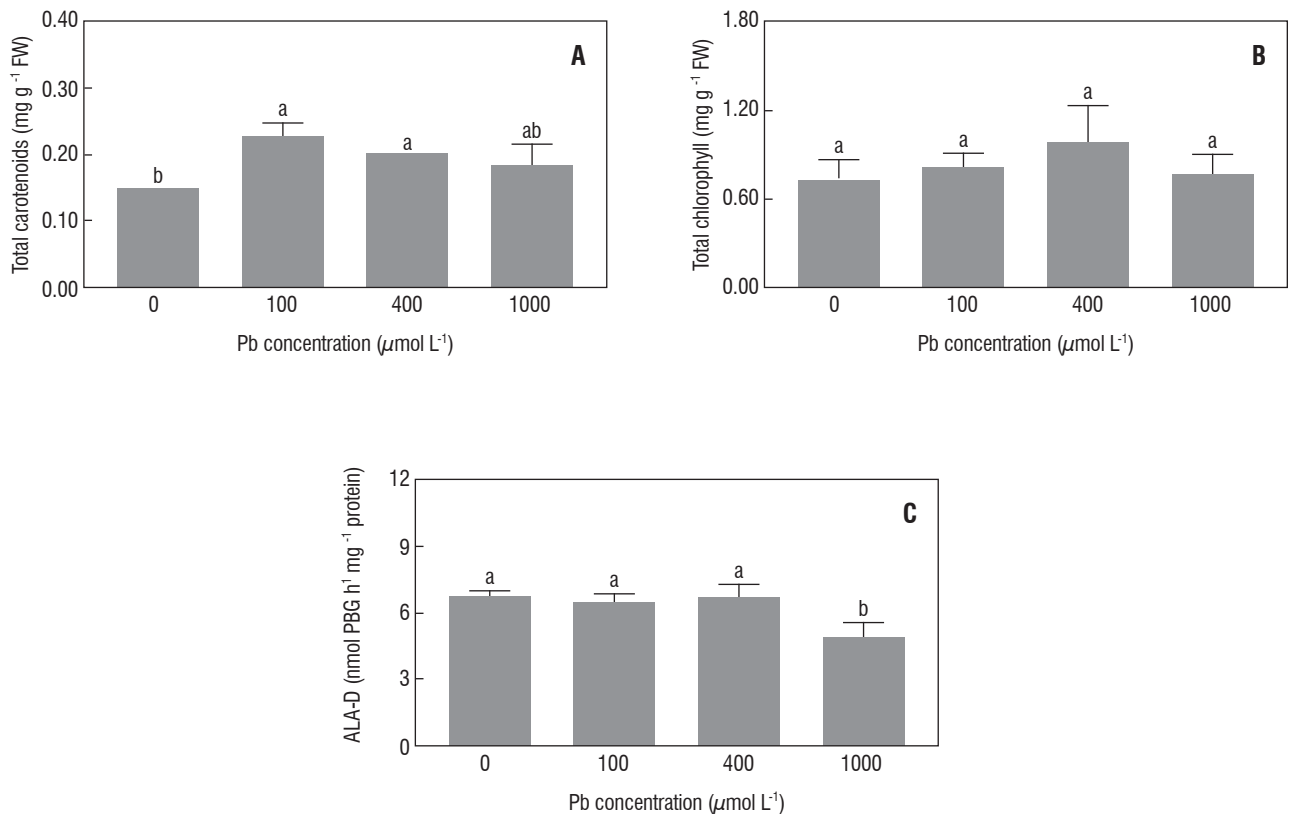 A
Total carotenoids (mg g⁻¹ FW)
0.40
0.30
0.20
0.10
0.00
b
a
a
ab
0 100 400 1000
Pb concentration (µmol L⁻¹)
B
Total chlorophyll (mg g⁻¹ FW)
1.80
1.20
0.60
0.00
a
a
a
a
0 100 400 1000
Pb concentration (µmol L⁻¹)
C
ALA-D (nmol PBG h¹ mg⁻¹ protein)
12
9
6
3
0
a
a
a
b
0 100 400 1000
Pb concentration (µmol L⁻¹)